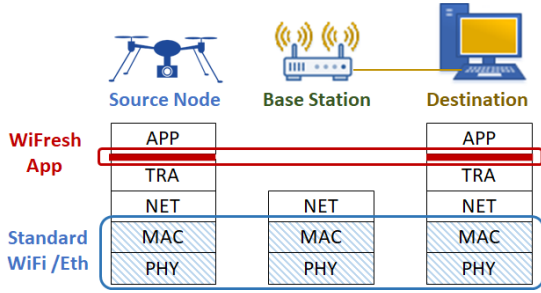 Source Node
Base Station
Destination
WiFresh
App
APP
APP
TRA
TRA
NET
NET
NET
Standard
WiFi /Eth
MAC
MAC
MAC
PHY
PHY
PHY